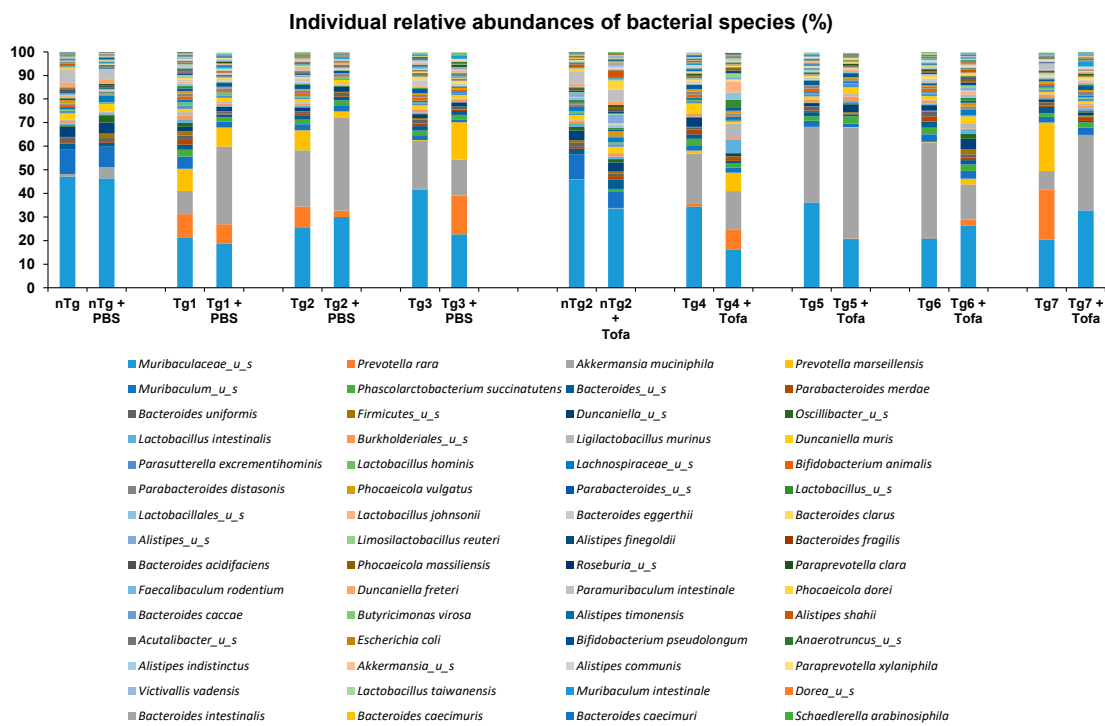 Individual relative abundances of bacterial species (%)
100
90
80
70
60
50
40
30
20
10
0
nTg
nTg + PBS
Tg1
Tg1 + PBS
Tg2
Tg2 + PBS
Tg3
Tg3 + PBS
nTg2
nTg2 + Tofa
Tg4
Tg4 + Tofa
Tg5
Tg5 + Tofa
Tg6
Tg6 + Tofa
Tg7
Tg7 + Tofa
Muribaculaceae_u_s Prevotella rara Akkermansia muciniphila Prevotella marseillensis
Muribaculum_u_s Phascolarctobacterium succinatutens Bacteroides_u_s Parabacteroides merdae
Bacteroides uniformis Firmicutes_u_s Duncaniella_u_s Oscillibacter_u_s
Lactobacillus intestinalis Burkholderiales_u_s Ligilactobacillus murinus Duncaniella muris
Parasutterella excrementihominis Lactobacillus hominis Lachnospiraceae_u_s Bifidobacterium animalis
Parabacteroides distasonis Phocaeicola vulgatus Parabacteroides_u_s Lactobacillus_u_s
Lactobacillales_u_s Lactobacillus johnsonii Bacteroides eggerthii Bacteroides clarus
Alistipes_u_s Limosilactobacillus reuteri Alistipes finegoldii Bacteroides fragilis
Bacteroides acidifaciens Phocaeicola massiliensis Roseburia_u_s Paraprevotella clara
Faecalibaculum rodentium Duncaniella freteri Paramuribaculum intestinale Phocaeicola dorei
Bacteroides caccae Butyricimonas virosa Alistipes timonensis Alistipes shahii
Acutalibacter_u_s Escherichia coli Bifidobacterium pseudolongum Anaerotruncus_u_s
Alistipes indistinctus Akkermansia_u_s Alistipes communis Paraprevotella xylaniphila
Victivallis vadensis Lactobacillus taiwanensis Muribaculum intestinale Dorea_u_s
Bacteroides intestinalis Bacteroides caecimuris Bacteroides caecimuri Schaedlerella arabinosiphila